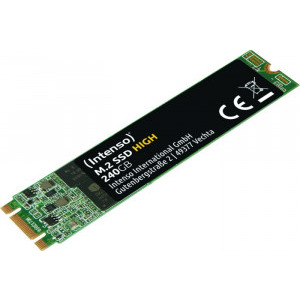 (intenso)
M.2 SSD HIGH
240GB
Intenso International GmbH
Gutenbergstraße 2 | 49377 Vechta
CE